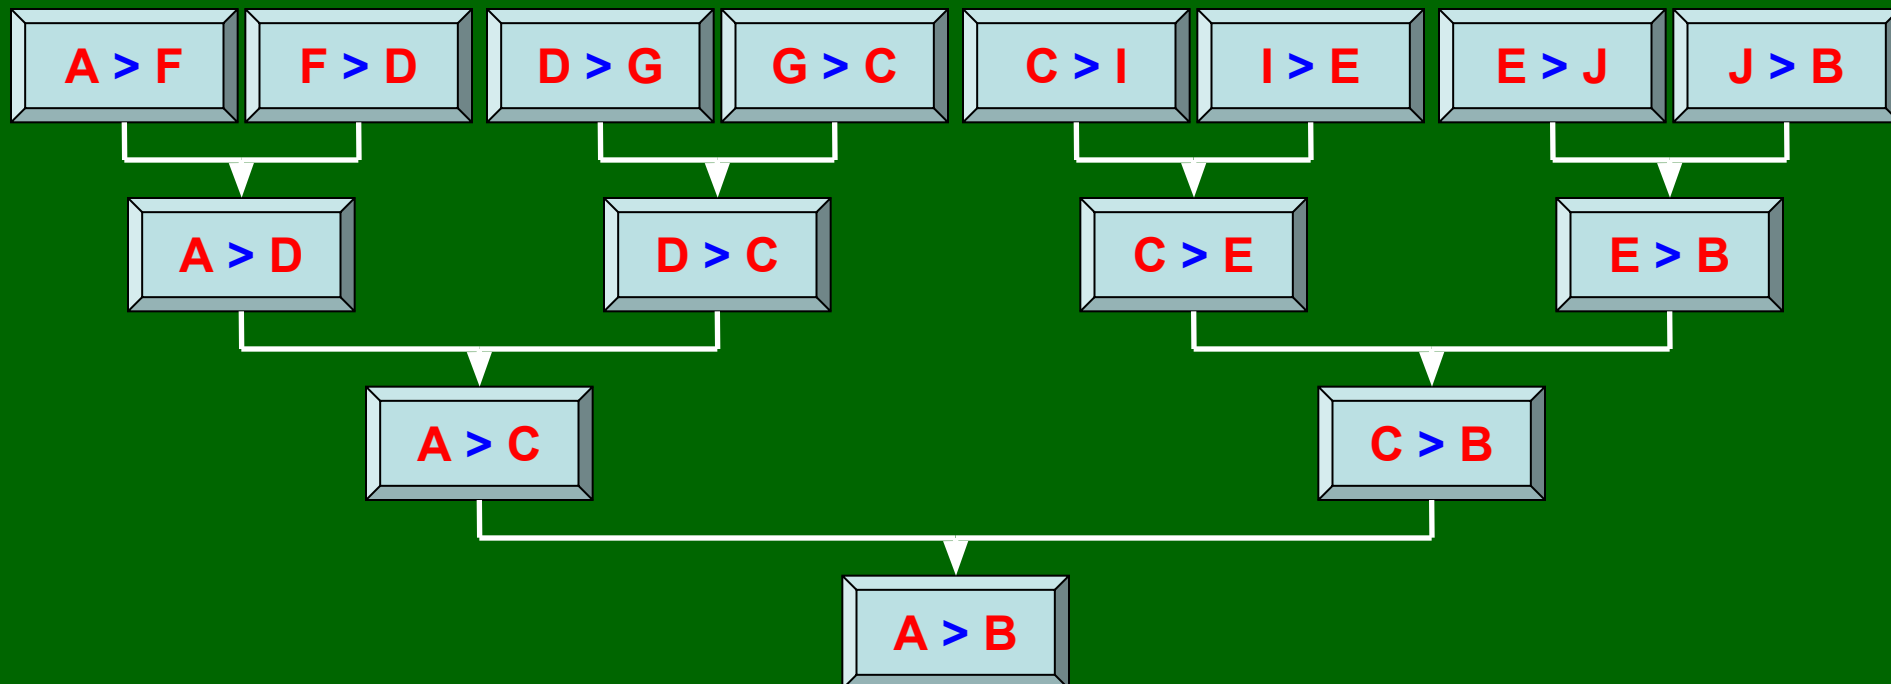 A > F
F > D
D > G
G > C
C > I
I > E
E > J
J > B
A > D
D > C
C > E
E > B
A > C
C > B
A > B